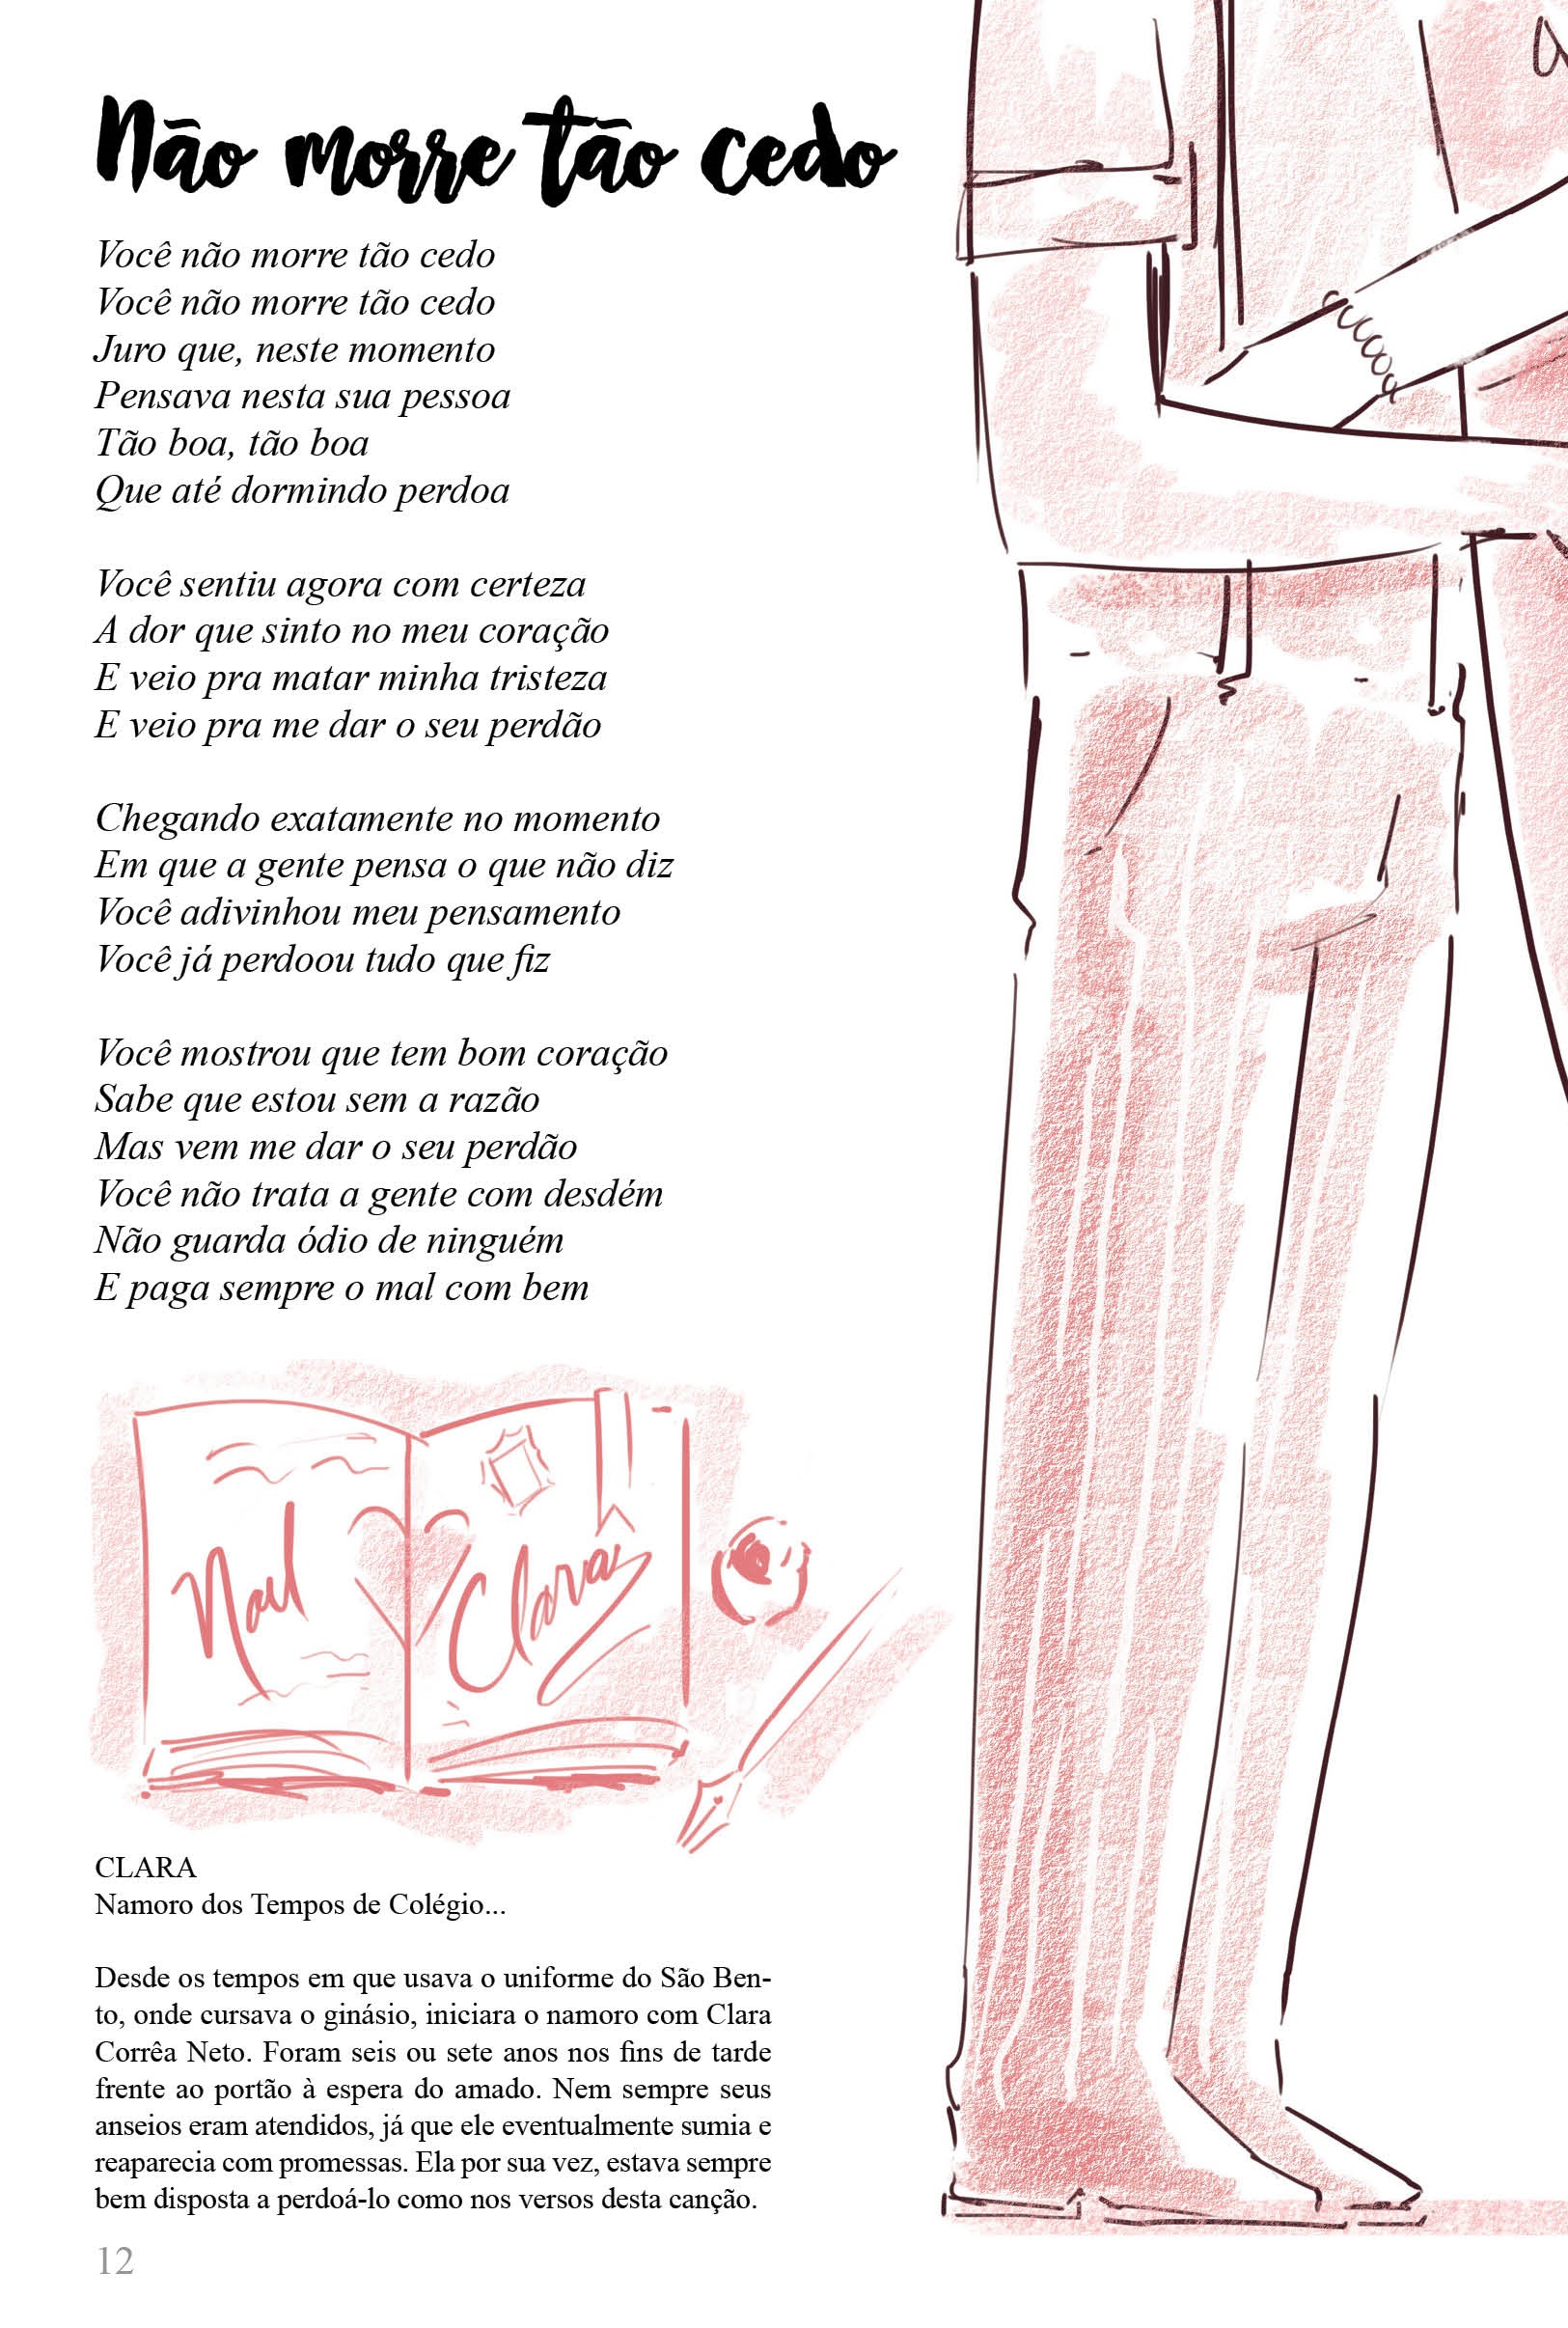 Não morre tão cedo
Você não morre tão cedo
Você não morre tão cedo
Juro que, neste momento
Pensava nesta sua pessoa
Tão boa, tão boa
Que até dormindo perdoa
Você sentiu agora com certeza
A dor que sinto no meu coração
E veio pra matar minha tristeza
E veio pra me dar o seu perdão
Chegando exatamente no momento
Em que a gente pensa o que não diz
Você adivinhou meu pensamento
Você já perdoou tudo que fiz
Você mostrou que tem bom coração
Sabe que estou sem a razão
Mas vem me dar o seu perdão
Você não trata a gente com desdém
Não guarda ódio de ninguém
E paga sempre o mal com bem
Noel
Clara
CLARA
Namoro dos Tempos de Colégio...
Desde os tempos em que usava o uniforme do São Ben-
to, onde cursava o ginásio, iniciara o namoro com Clara
Corrêa Neto. Foram seis ou sete anos nos fins de tarde
frente ao portão à espera do amado. Nem sempre seus
anseios eram atendidos, já que ele eventualmente sumia e
reaparecia com promessas. Ela por sua vez, estava sempre
bem disposta a perdoá-lo como nos versos desta canção.
12